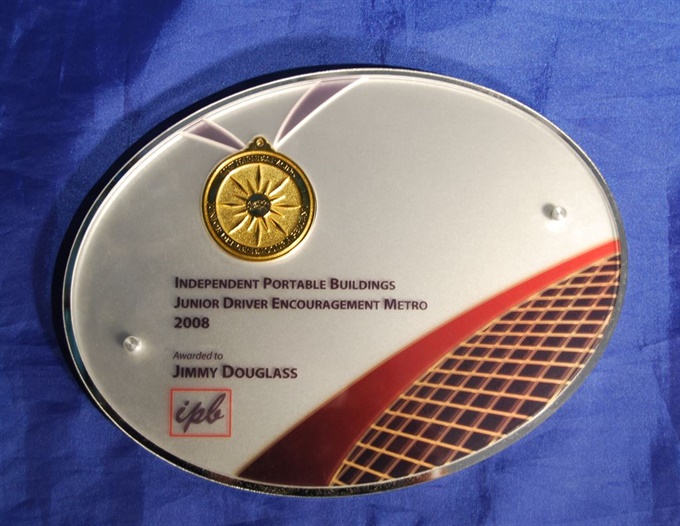 INDEPENDENT PORTABLE BUILDINGS
JUNIOR DRIVER ENCOURAGEMENT METRO
2008
Awarded to
JIMMY DOUGLASS
ipb